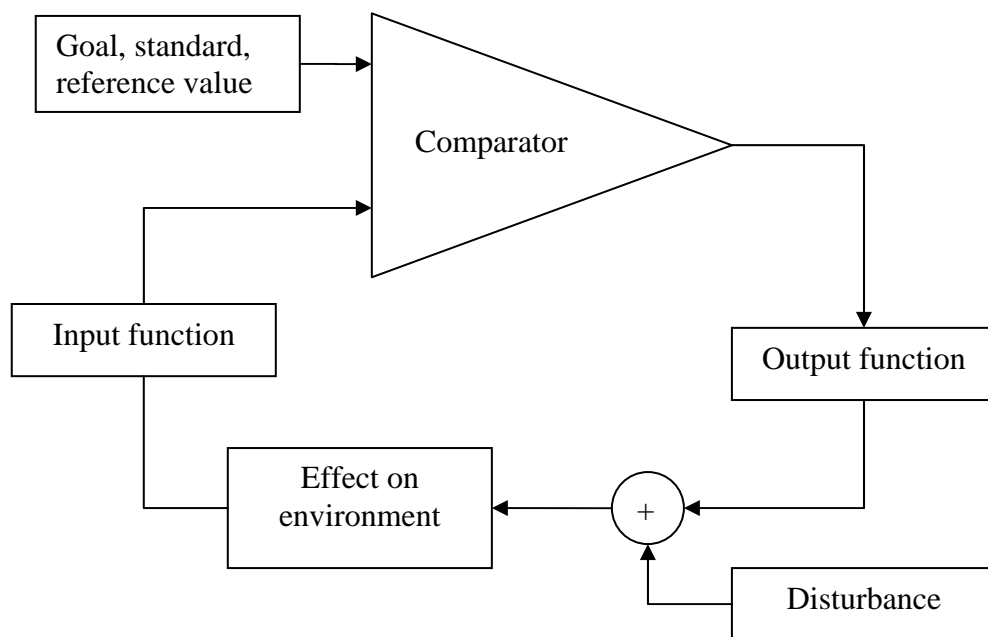 Goal, standard,
reference value
Comparator
Input function
Output function
Effect on
environment
+
Disturbance